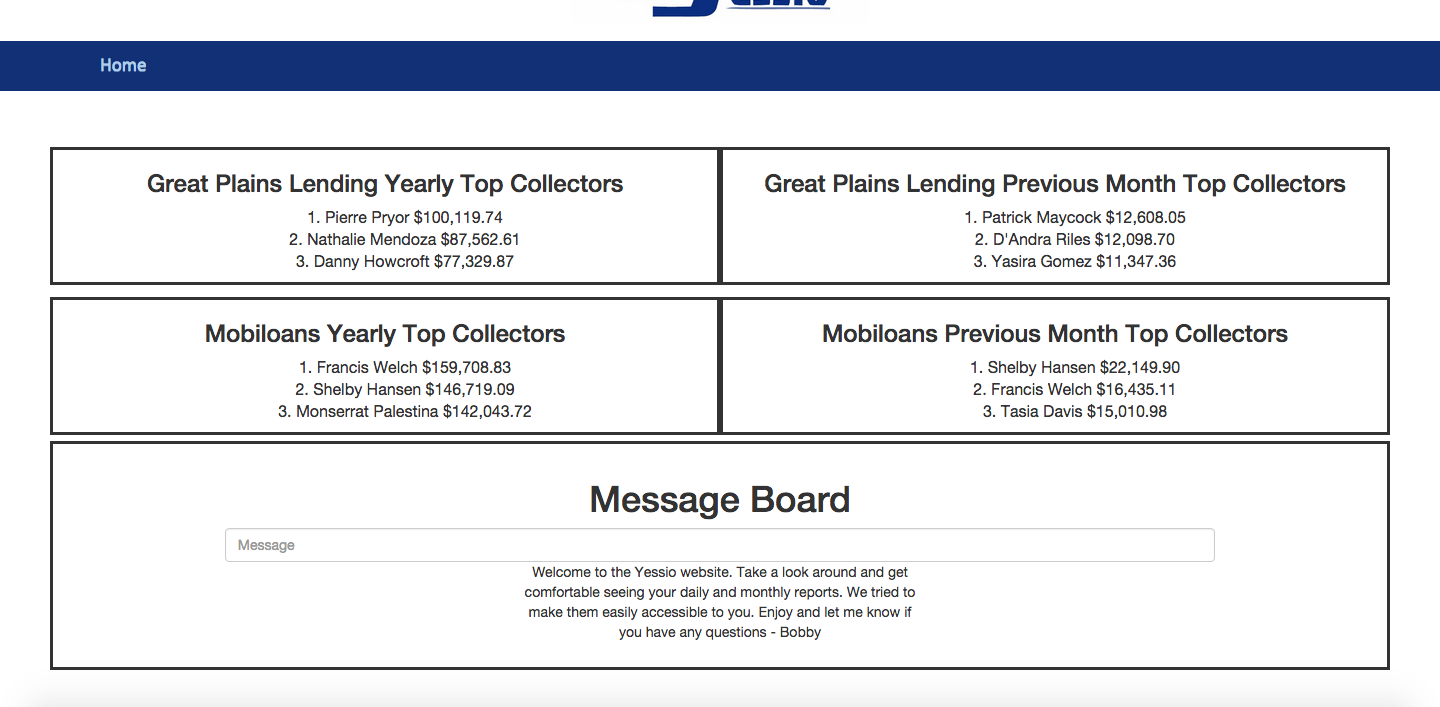 Home
Great Plains Lending Yearly Top Collectors
1. Pierre Pryor $100,119.74
2. Nathalie Mendoza $87,562.61
3. Danny Howcroft $77,329.87
Great Plains Lending Previous Month Top Collectors
1. Patrick Maycock $12,608.05
2. D'Andra Riles $12,098.70
3. Yasira Gomez $11,347.36
Mobiloans Yearly Top Collectors
1. Francis Welch $159,708.83
2. Shelby Hansen $146,719.09
3. Monserrat Palestina $142,043.72
Mobiloans Previous Month Top Collectors
1. Shelby Hansen $22,149.90
2. Francis Welch $16,435.11
3. Tasia Davis $15,010.98
Message Board
Message
Welcome to the Yessio website. Take a look around and get
comfortable seeing your daily and monthly reports. We tried to
make them easily accessible to you. Enjoy and let me know if
you have any questions - Bobby